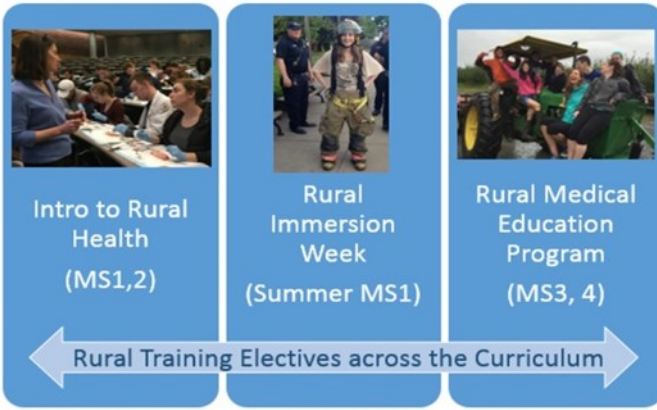 Intro to Rural
Health
(MS1,2)
Rural
Immersion
Week
(Summer MS1)
Rural Medical
Education
Program
(MS3, 4)
Rural Training Electives across the Curriculum